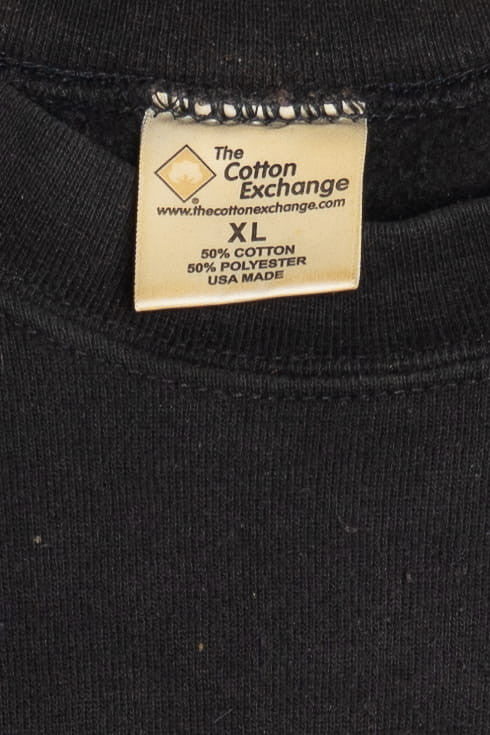 The
Cotton
Exchange
www.thecottonexchange.com
XL
50% COTTON
50% POLYESTER
USA MADE